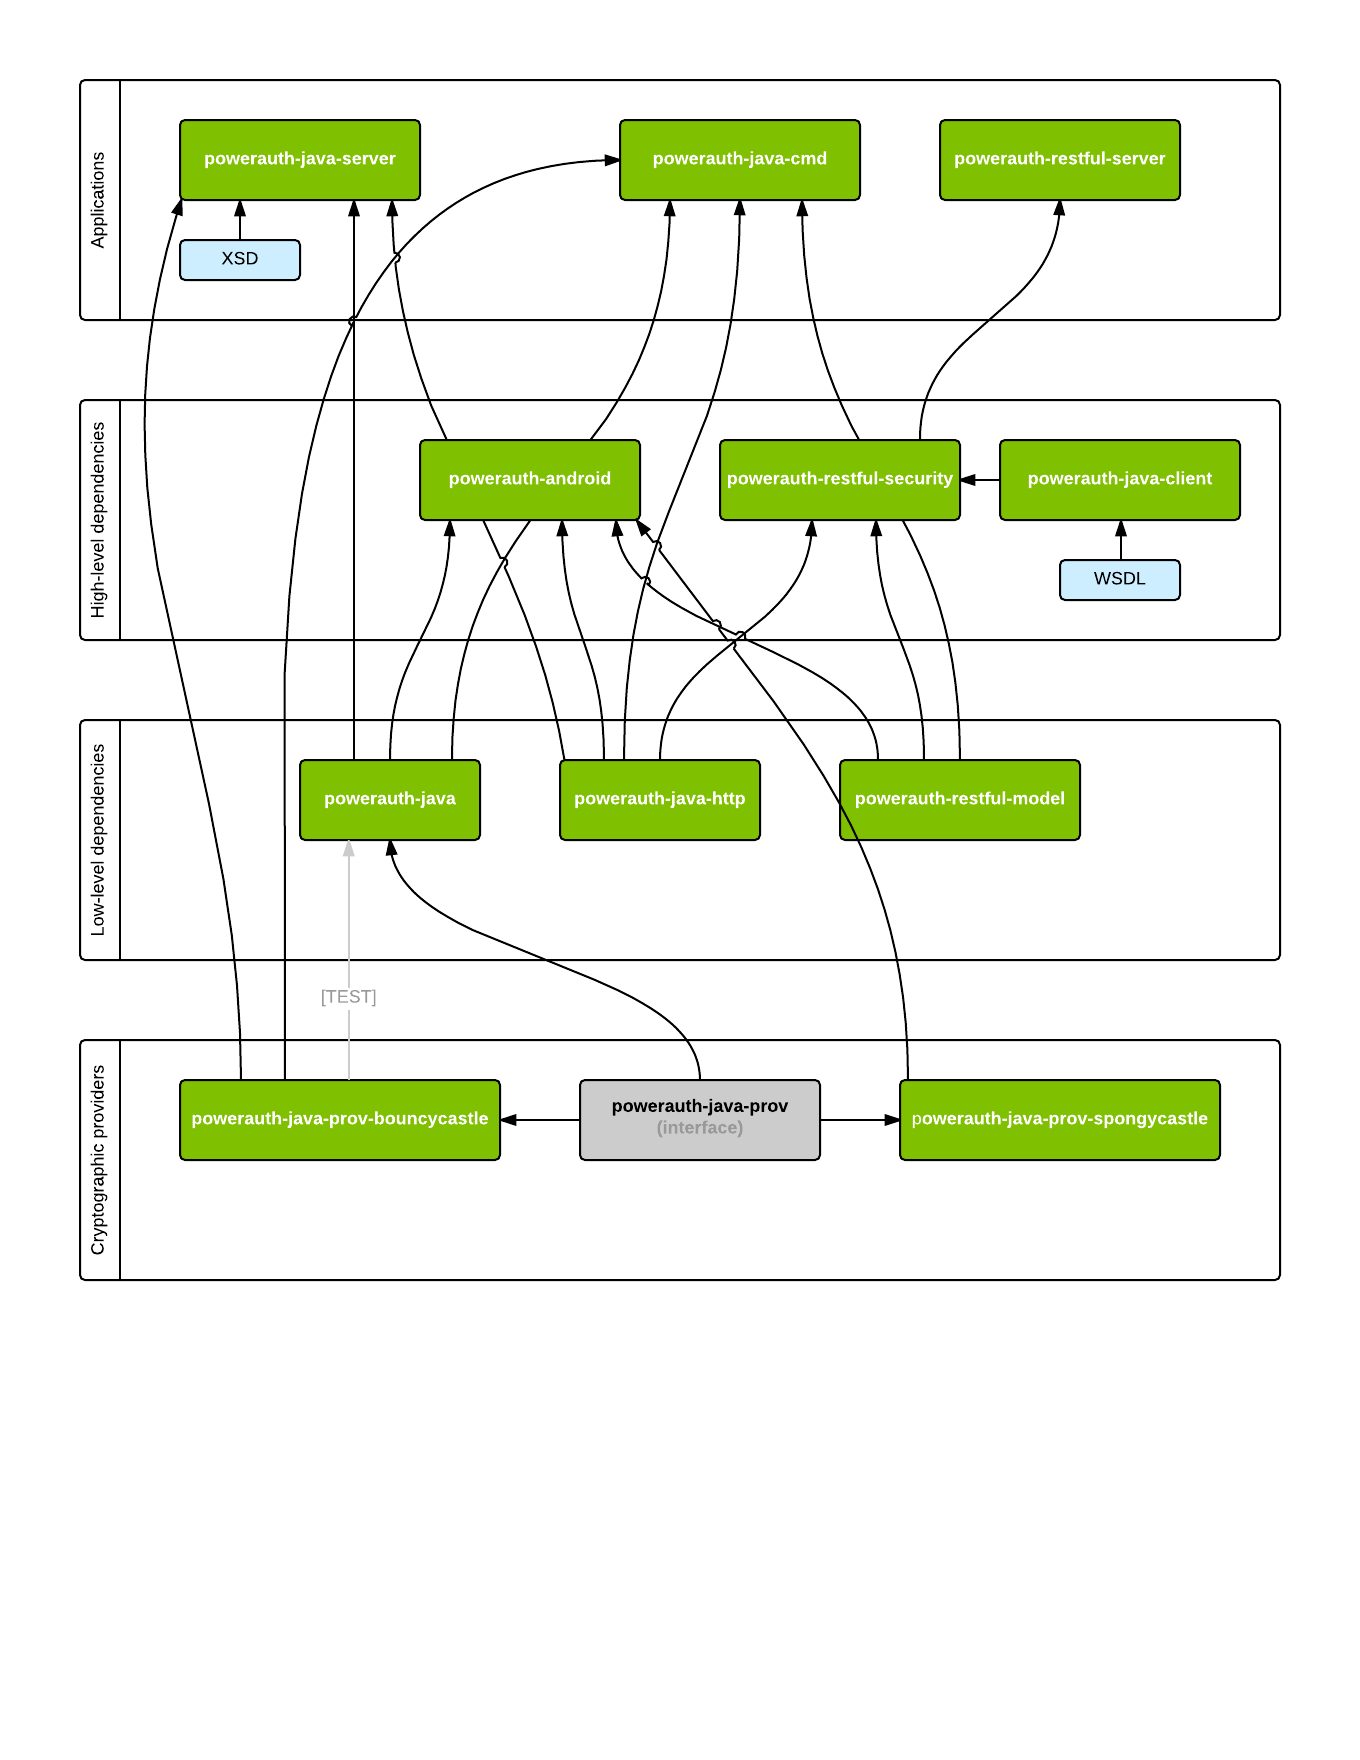 Applications
powerauth-java-server
powerauth-java-cmd
powerauth-restful-server
XSD
High-level dependencies
powerauth-android
powerauth-restful-security
powerauth-java-client
WSDL
Low-level dependencies
powerauth-java
powerauth-java-http
powerauth-restful-model
[TEST]
Cryptographic providers
powerauth-java-prov-bouncycastle
powerauth-java-prov
(interface)
powerauth-java-prov-spongycastle